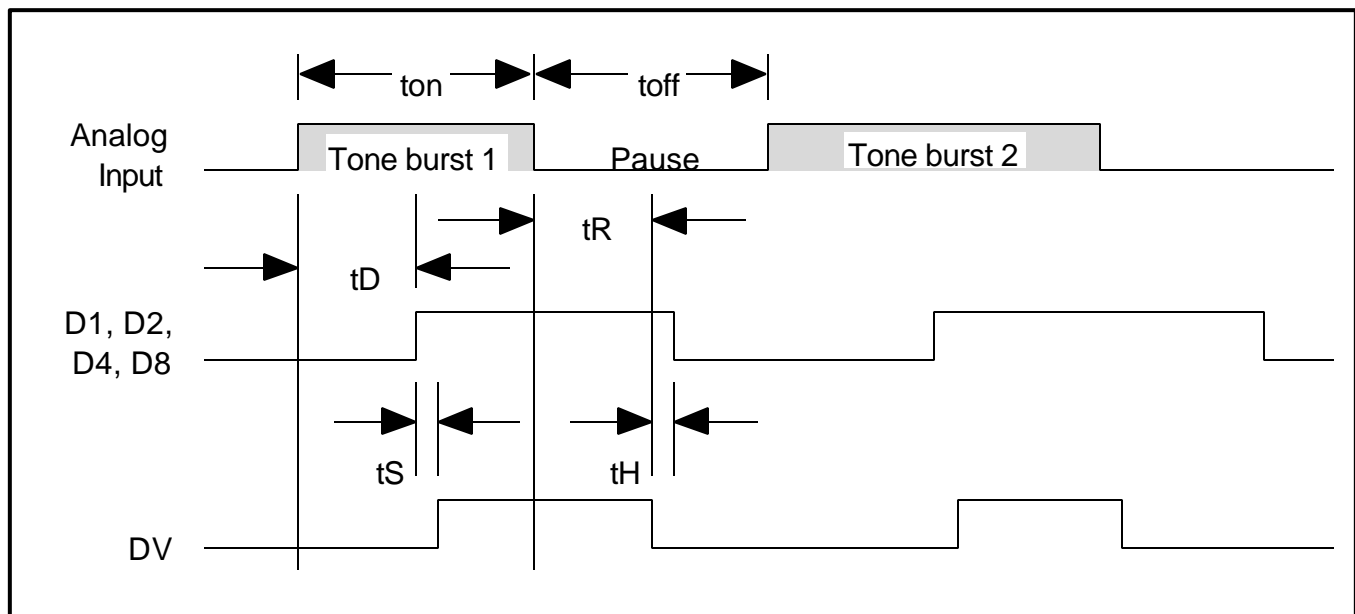 ton
toff
Analog
Input
Tone burst 1
Pause
Tone burst 2
tR
tD
D1, D2,
D4, D8
tS
tH
DV